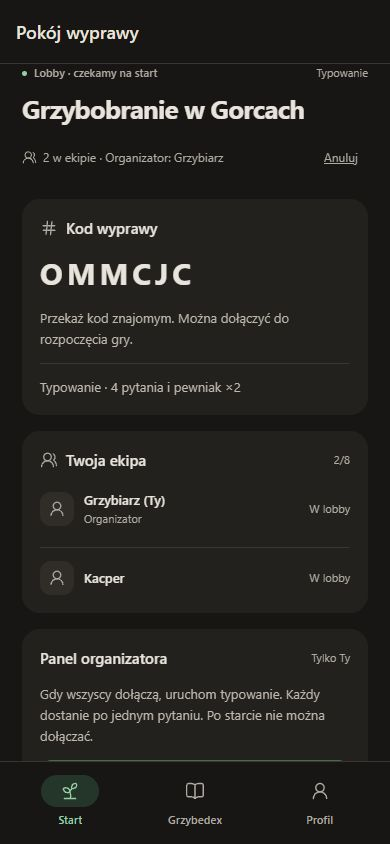 Pokój wyprawy
Lobby · czekamy na start
Typowanie
Grzybobranie w Gorcach
2 w ekipie · Organizator: Grzybiarz
Anuluj
# Kod wyprawy
OMMCJC
Przekaż kod znajomym. Można dołączyć do
rozpoczęcia gry.
Typowanie · 4 pytania i pewniak ×2
Twoja ekipa
2/8
Grzybiarz (Ty)
Organizator
W lobby
Kacper
W lobby
Panel organizatora
Tylko Ty
Gdy wszyscy dołączą, uruchom typowanie. Każdy
dostanie po jednym pytaniu. Po starcie nie można
dołączać.
Start
Grzybedex
Profil